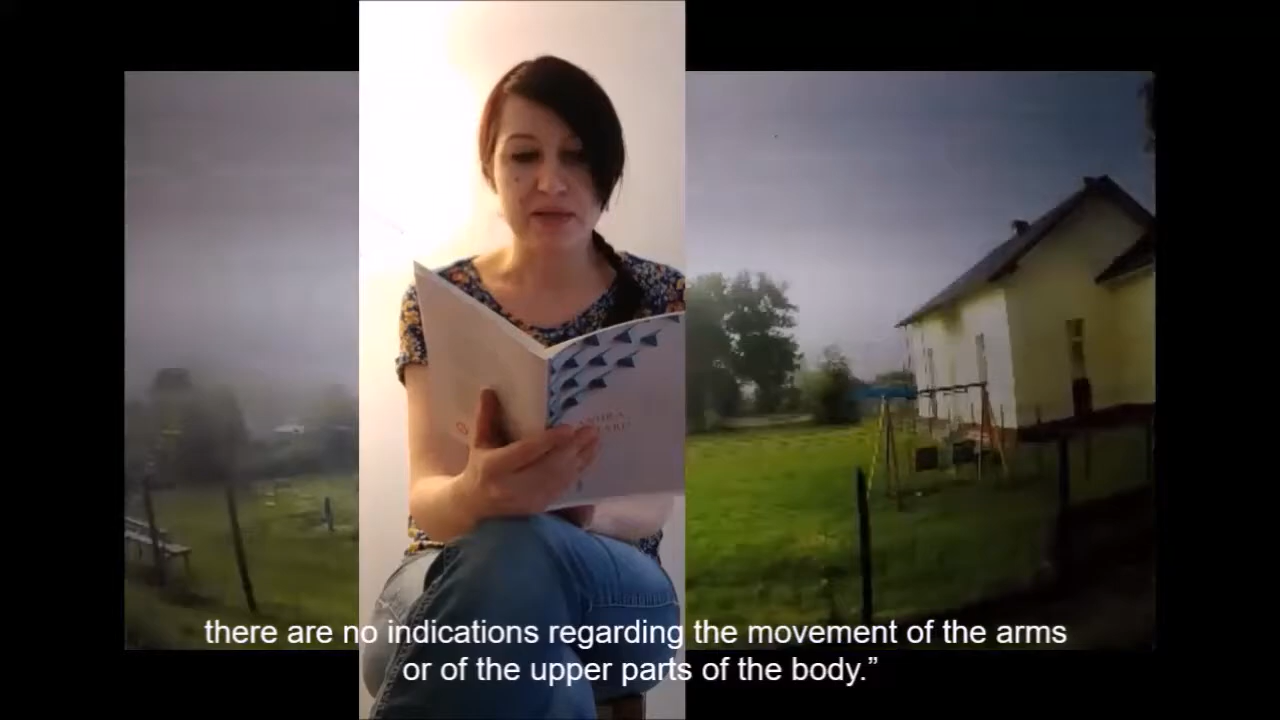 there are no indications regarding the movement of the arms
or of the upper parts of the body.”